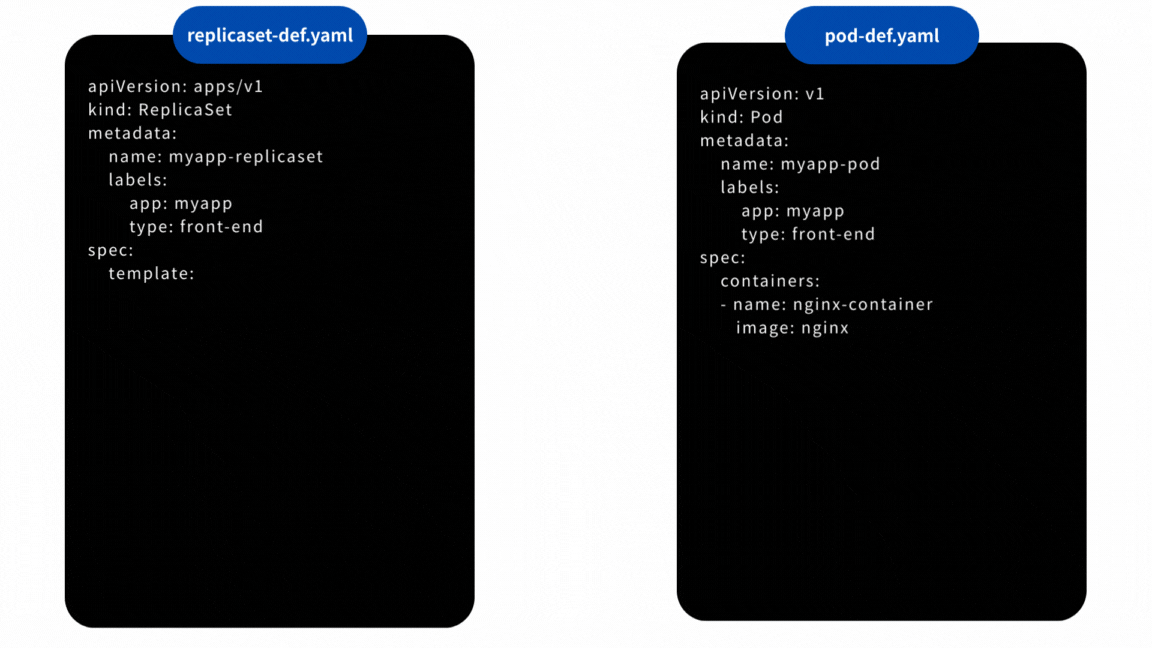 replicaset-def.yaml
apiVersion: apps/v1
kind: ReplicaSet
metadata:
name: myapp-replicaset
labels:
app: myapp
type: front-end
spec:
template:
pod-def.yaml
apiVersion: v1
kind: Pod
metadata:
name: myapp-pod
labels:
app: myapp
type: front-end
spec:
containers:
- name: nginx-container
image: nginx